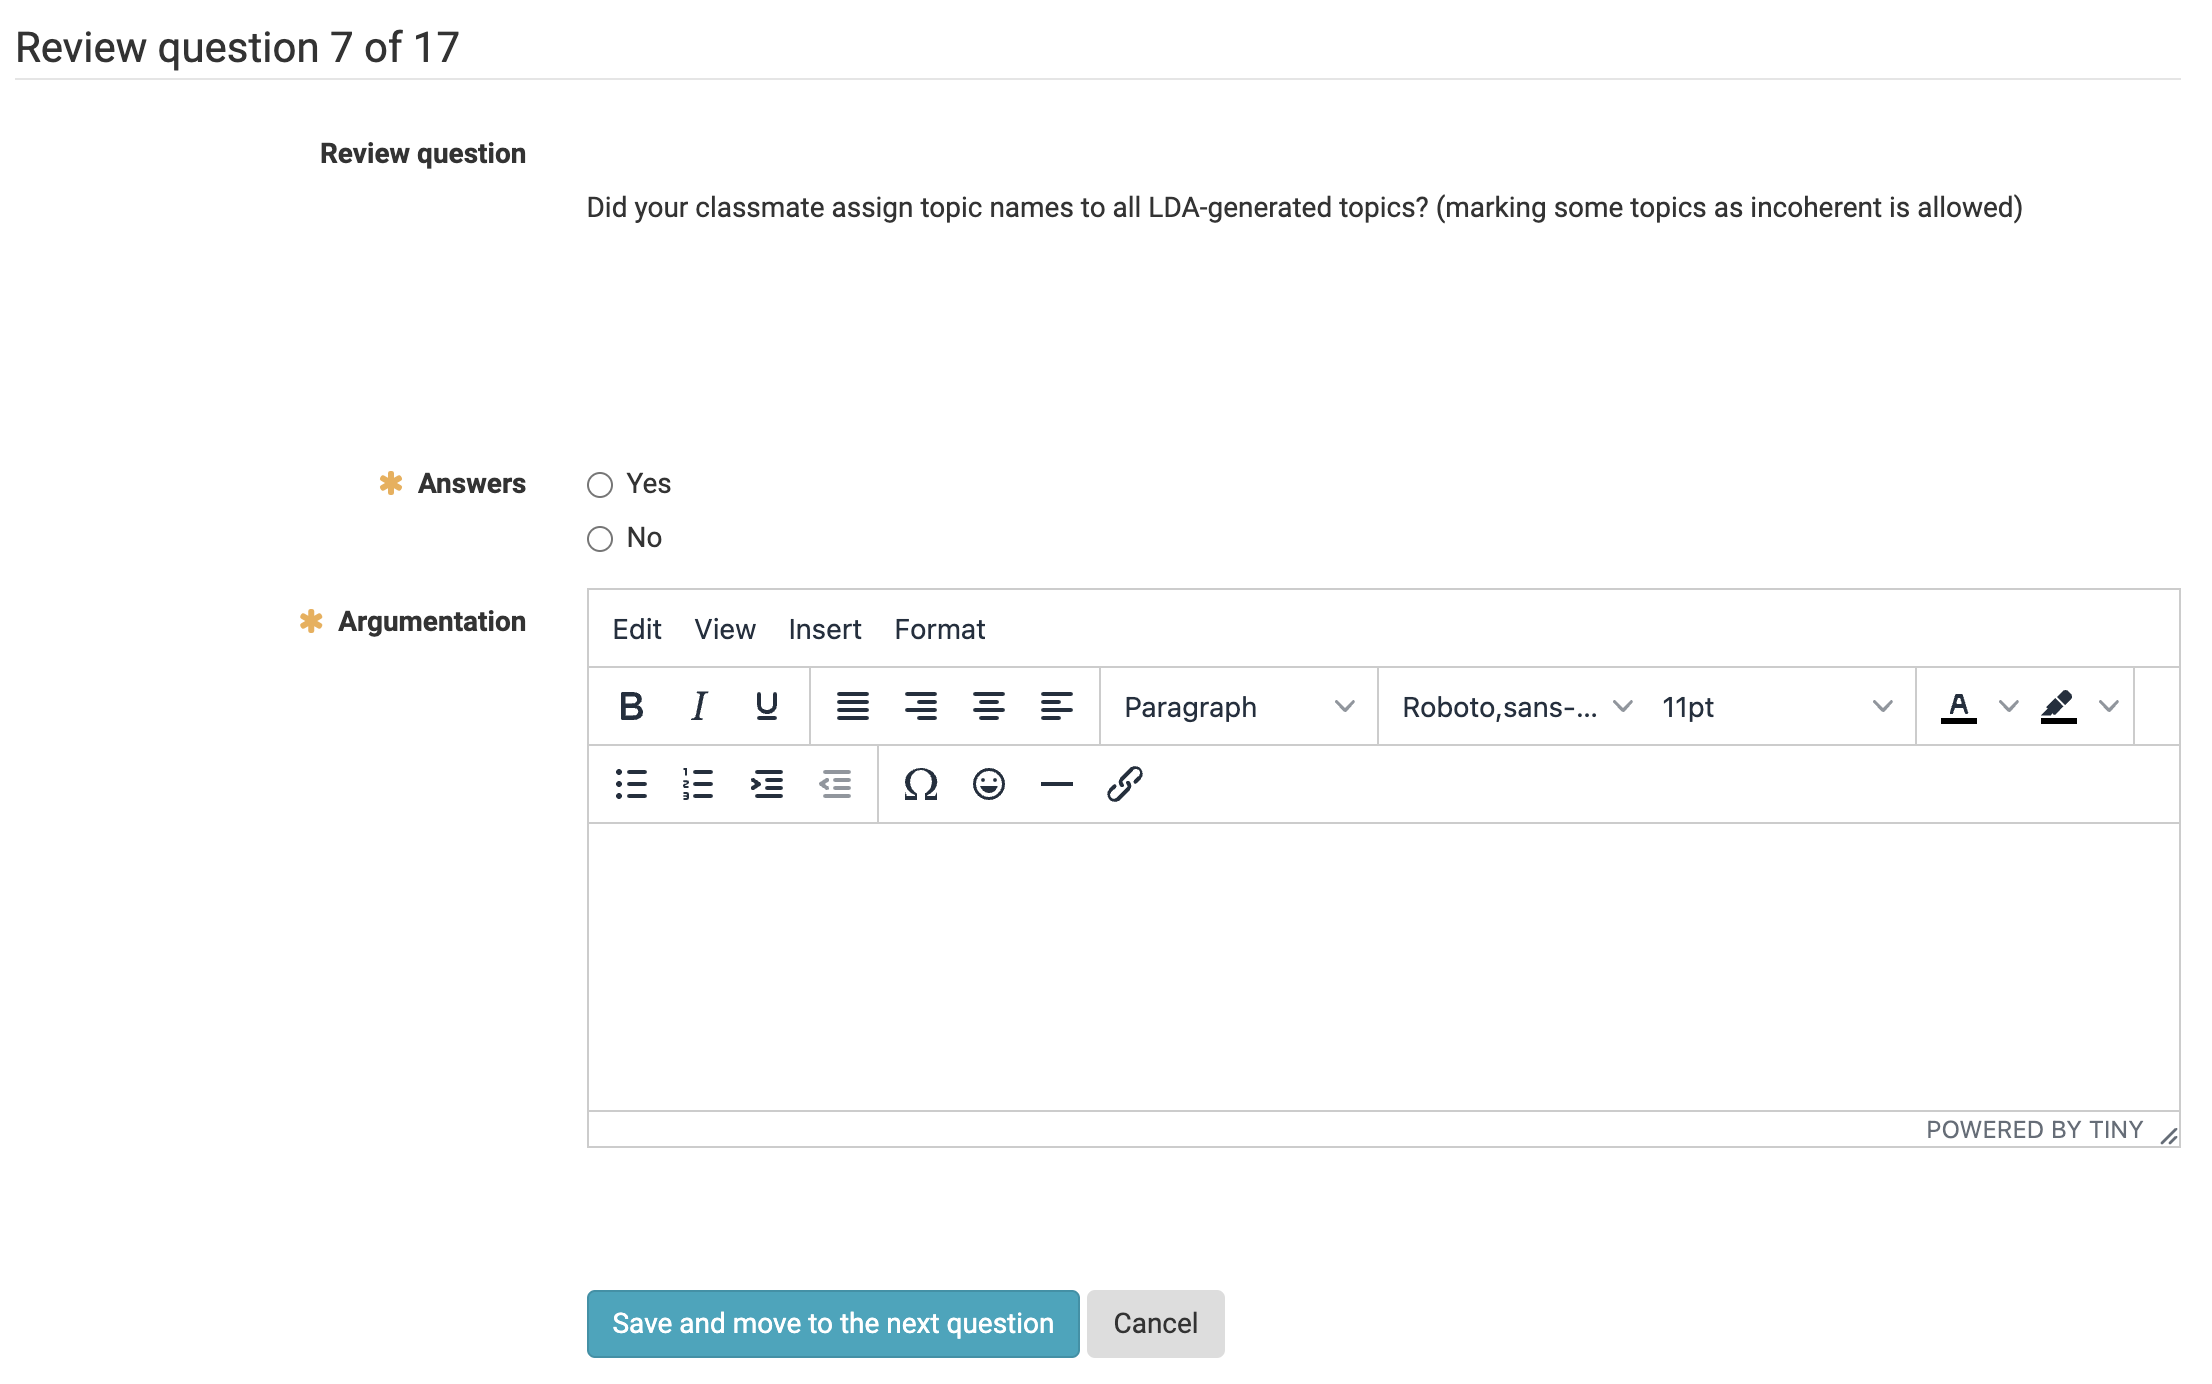 Review question 7 of 17
Review question
Did your classmate assign topic names to all LDA-generated topics? (marking some topics as incoherent is allowed)
✱ Answers
Yes
No
✱ Argumentation
Edit View Insert Format
B I U Paragraph Roboto,sans-... 11pt A
Ω
POWERED BY TINY
Save and move to the next question Cancel